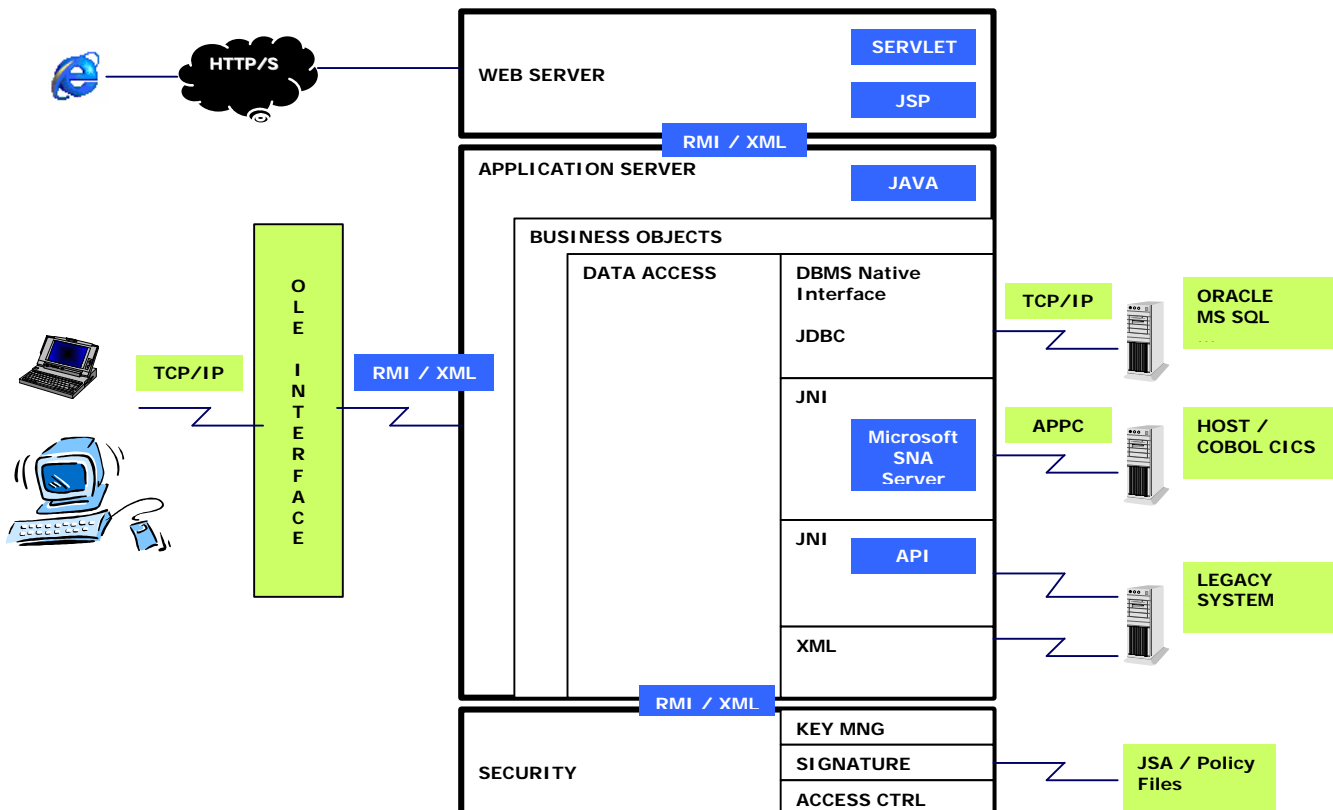 HTTP/S
WEB SERVER
SERVLET
JSP
RMI / XML
APPLICATION SERVER
JAVA
BUSINESS OBJECTS
DATA ACCESS
DBMS Native
Interface
JDBC
TCP/IP
ORACLE
MS SQL
...
OLE INTERFACE
TCP/IP
RMI / XML
JNI
Microsoft
SNA
Server
APPC
HOST /
COBOL CICS
JNI
API
LEGACY
SYSTEM
XML
RMI / XML
SECURITY
KEY MNG
SIGNATURE
ACCESS CTRL
JSA / Policy
Files